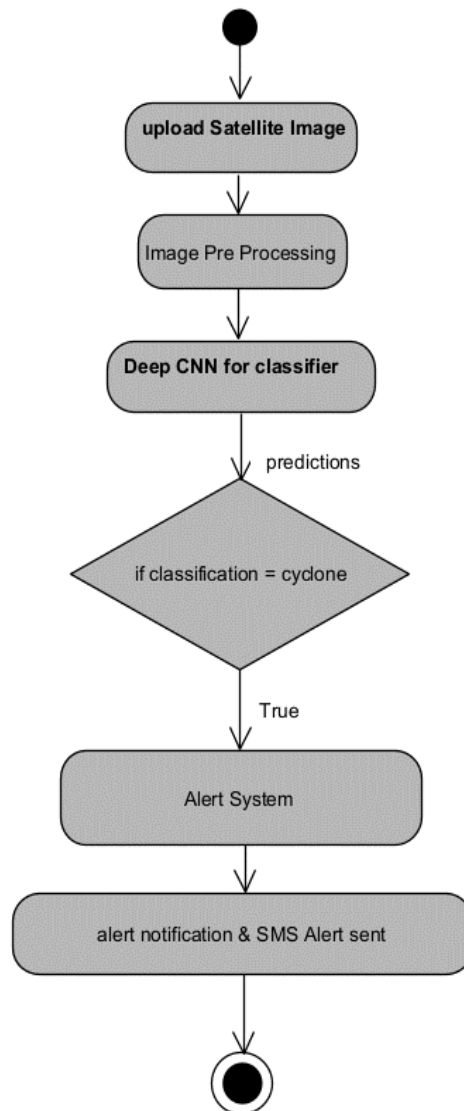 upload Satellite Image
Image Pre Processing
Deep CNN for classifier
predictions
if classification = cyclone
True
Alert System
alert notification & SMS Alert sent